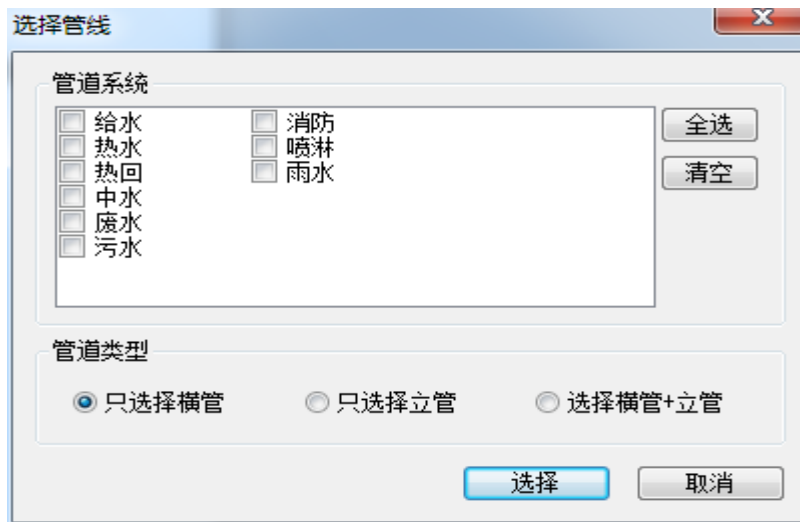 选择管线
管道系统
给水
热水
热回
中水
废水
污水
消防
喷淋
雨水
全选
清空
管道类型
只选择横管
只选择立管
选择横管+立管
选择
取消